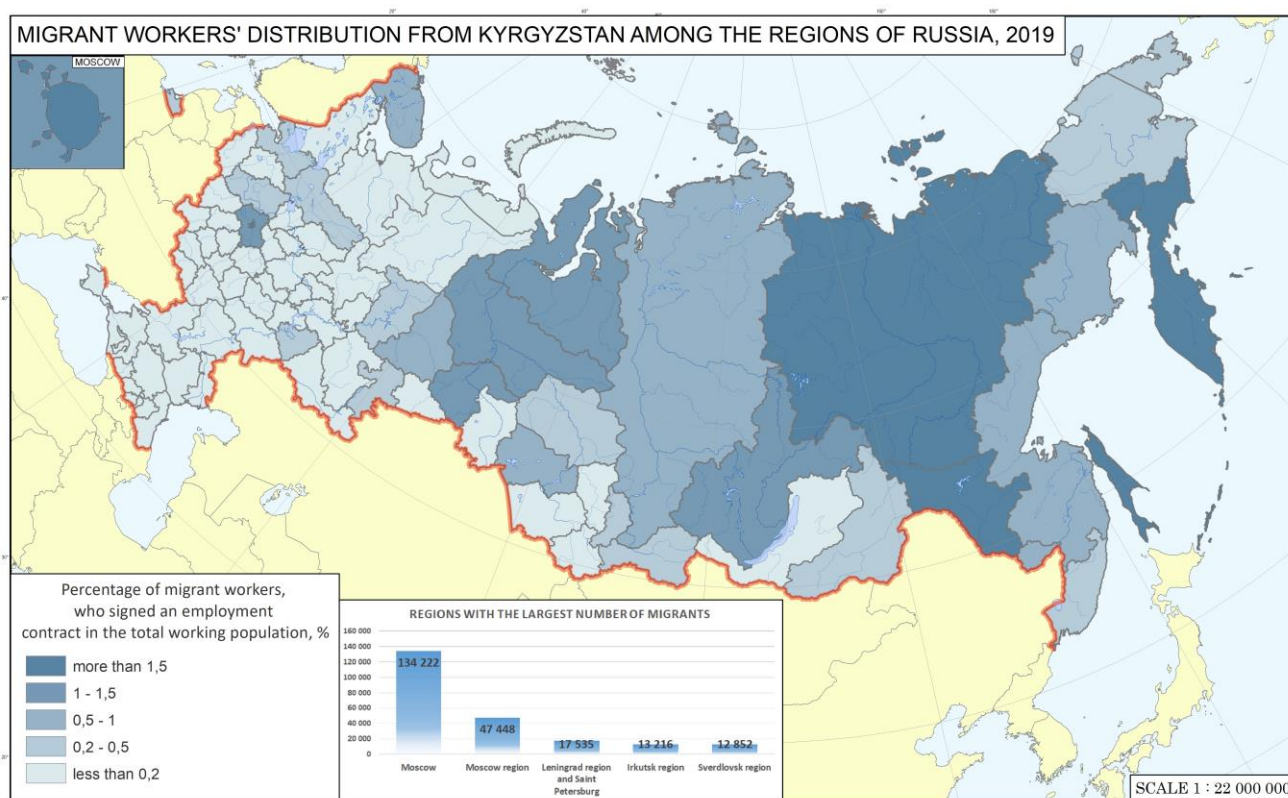 MIGRANT WORKERS' DISTRIBUTION FROM KYRGYZSTAN AMONG THE REGIONS OF RUSSIA, 2019
MOSCOW
Percentage of migrant workers,
who signed an employment
contract in the total working population, %
more than 1,5
1 - 1,5
0,5 - 1
0,2 - 0,5
less than 0,2
REGIONS WITH THE LARGEST NUMBER OF MIGRANTS
160 000
140 000
120 000
100 000
80 000
60 000
40 000
20 000
0
134 222
47 448
17 535
13 216
12 852
Moscow
Moscow region
Leningrad region
and Saint
Petersburg
Irkutsk region
Sverdlovsk region
SCALE 1 : 22 000 000